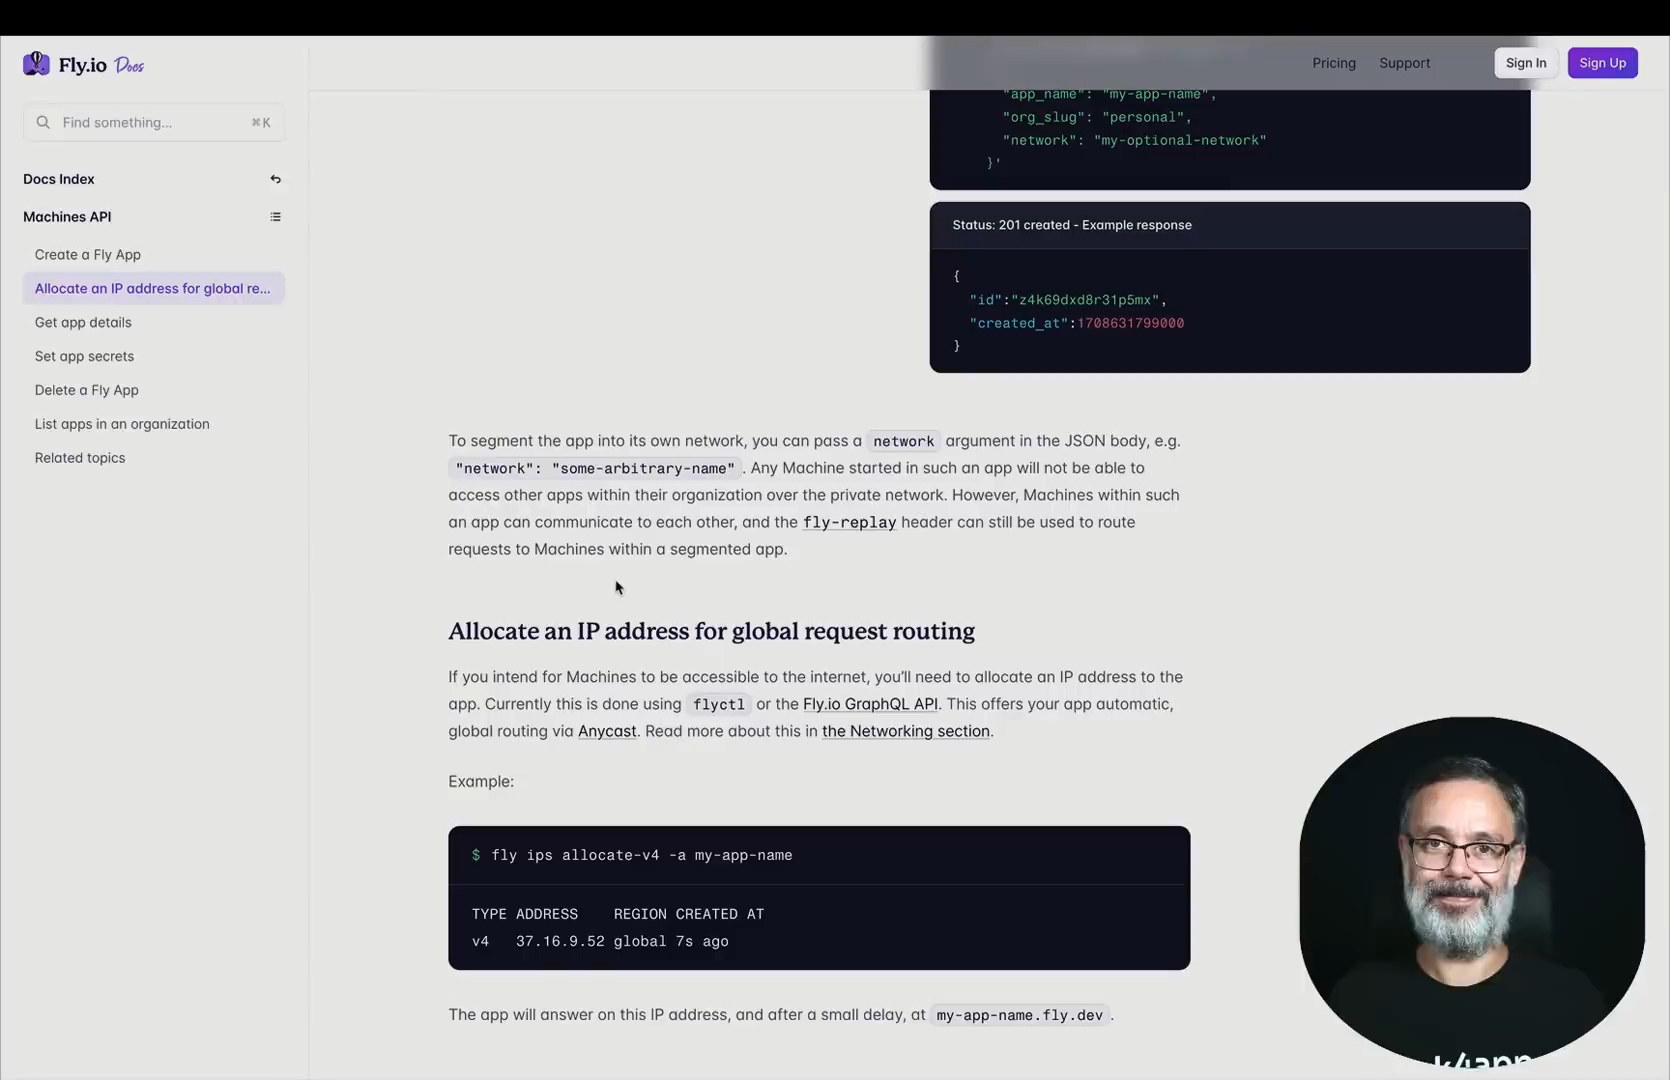 Fly.io Docs
Pricing
Support
Sign In
Sign Up
Find something...
⌘K
Docs Index
Machines API
Create a Fly App
Allocate an IP address for global re...
Get app details
Set app secrets
Delete a Fly App
List apps in an organization
Related topics
"app_name": "my-app-name",
"org_slug": "personal",
"network": "my-optional-network"
}'
Status: 201 created - Example response
{
"id":"z4k69dxd8r31p5mx",
"created_at":1708631799000
}
To segment the app into its own network, you can pass a network argument in the JSON body, e.g.
"network": "some-arbitrary-name" . Any Machine started in such an app will not be able to
access other apps within their organization over the private network. However, Machines within such
an app can communicate to each other, and the fly-replay header can still be used to route
requests to Machines within a segmented app.
Allocate an IP address for global request routing
If you intend for Machines to be accessible to the internet, you’ll need to allocate an IP address to the
app. Currently this is done using flyctl or the Fly.io GraphQL API. This offers your app automatic,
global routing via Anycast. Read more about this in the Networking section.
Example:
$ fly ips allocate-v4 -a my-app-name
TYPE ADDRESS REGION CREATED AT
v4 37.16.9.52 global 7s ago
The app will answer on this IP address, and after a small delay, at my-app-name.fly.dev .